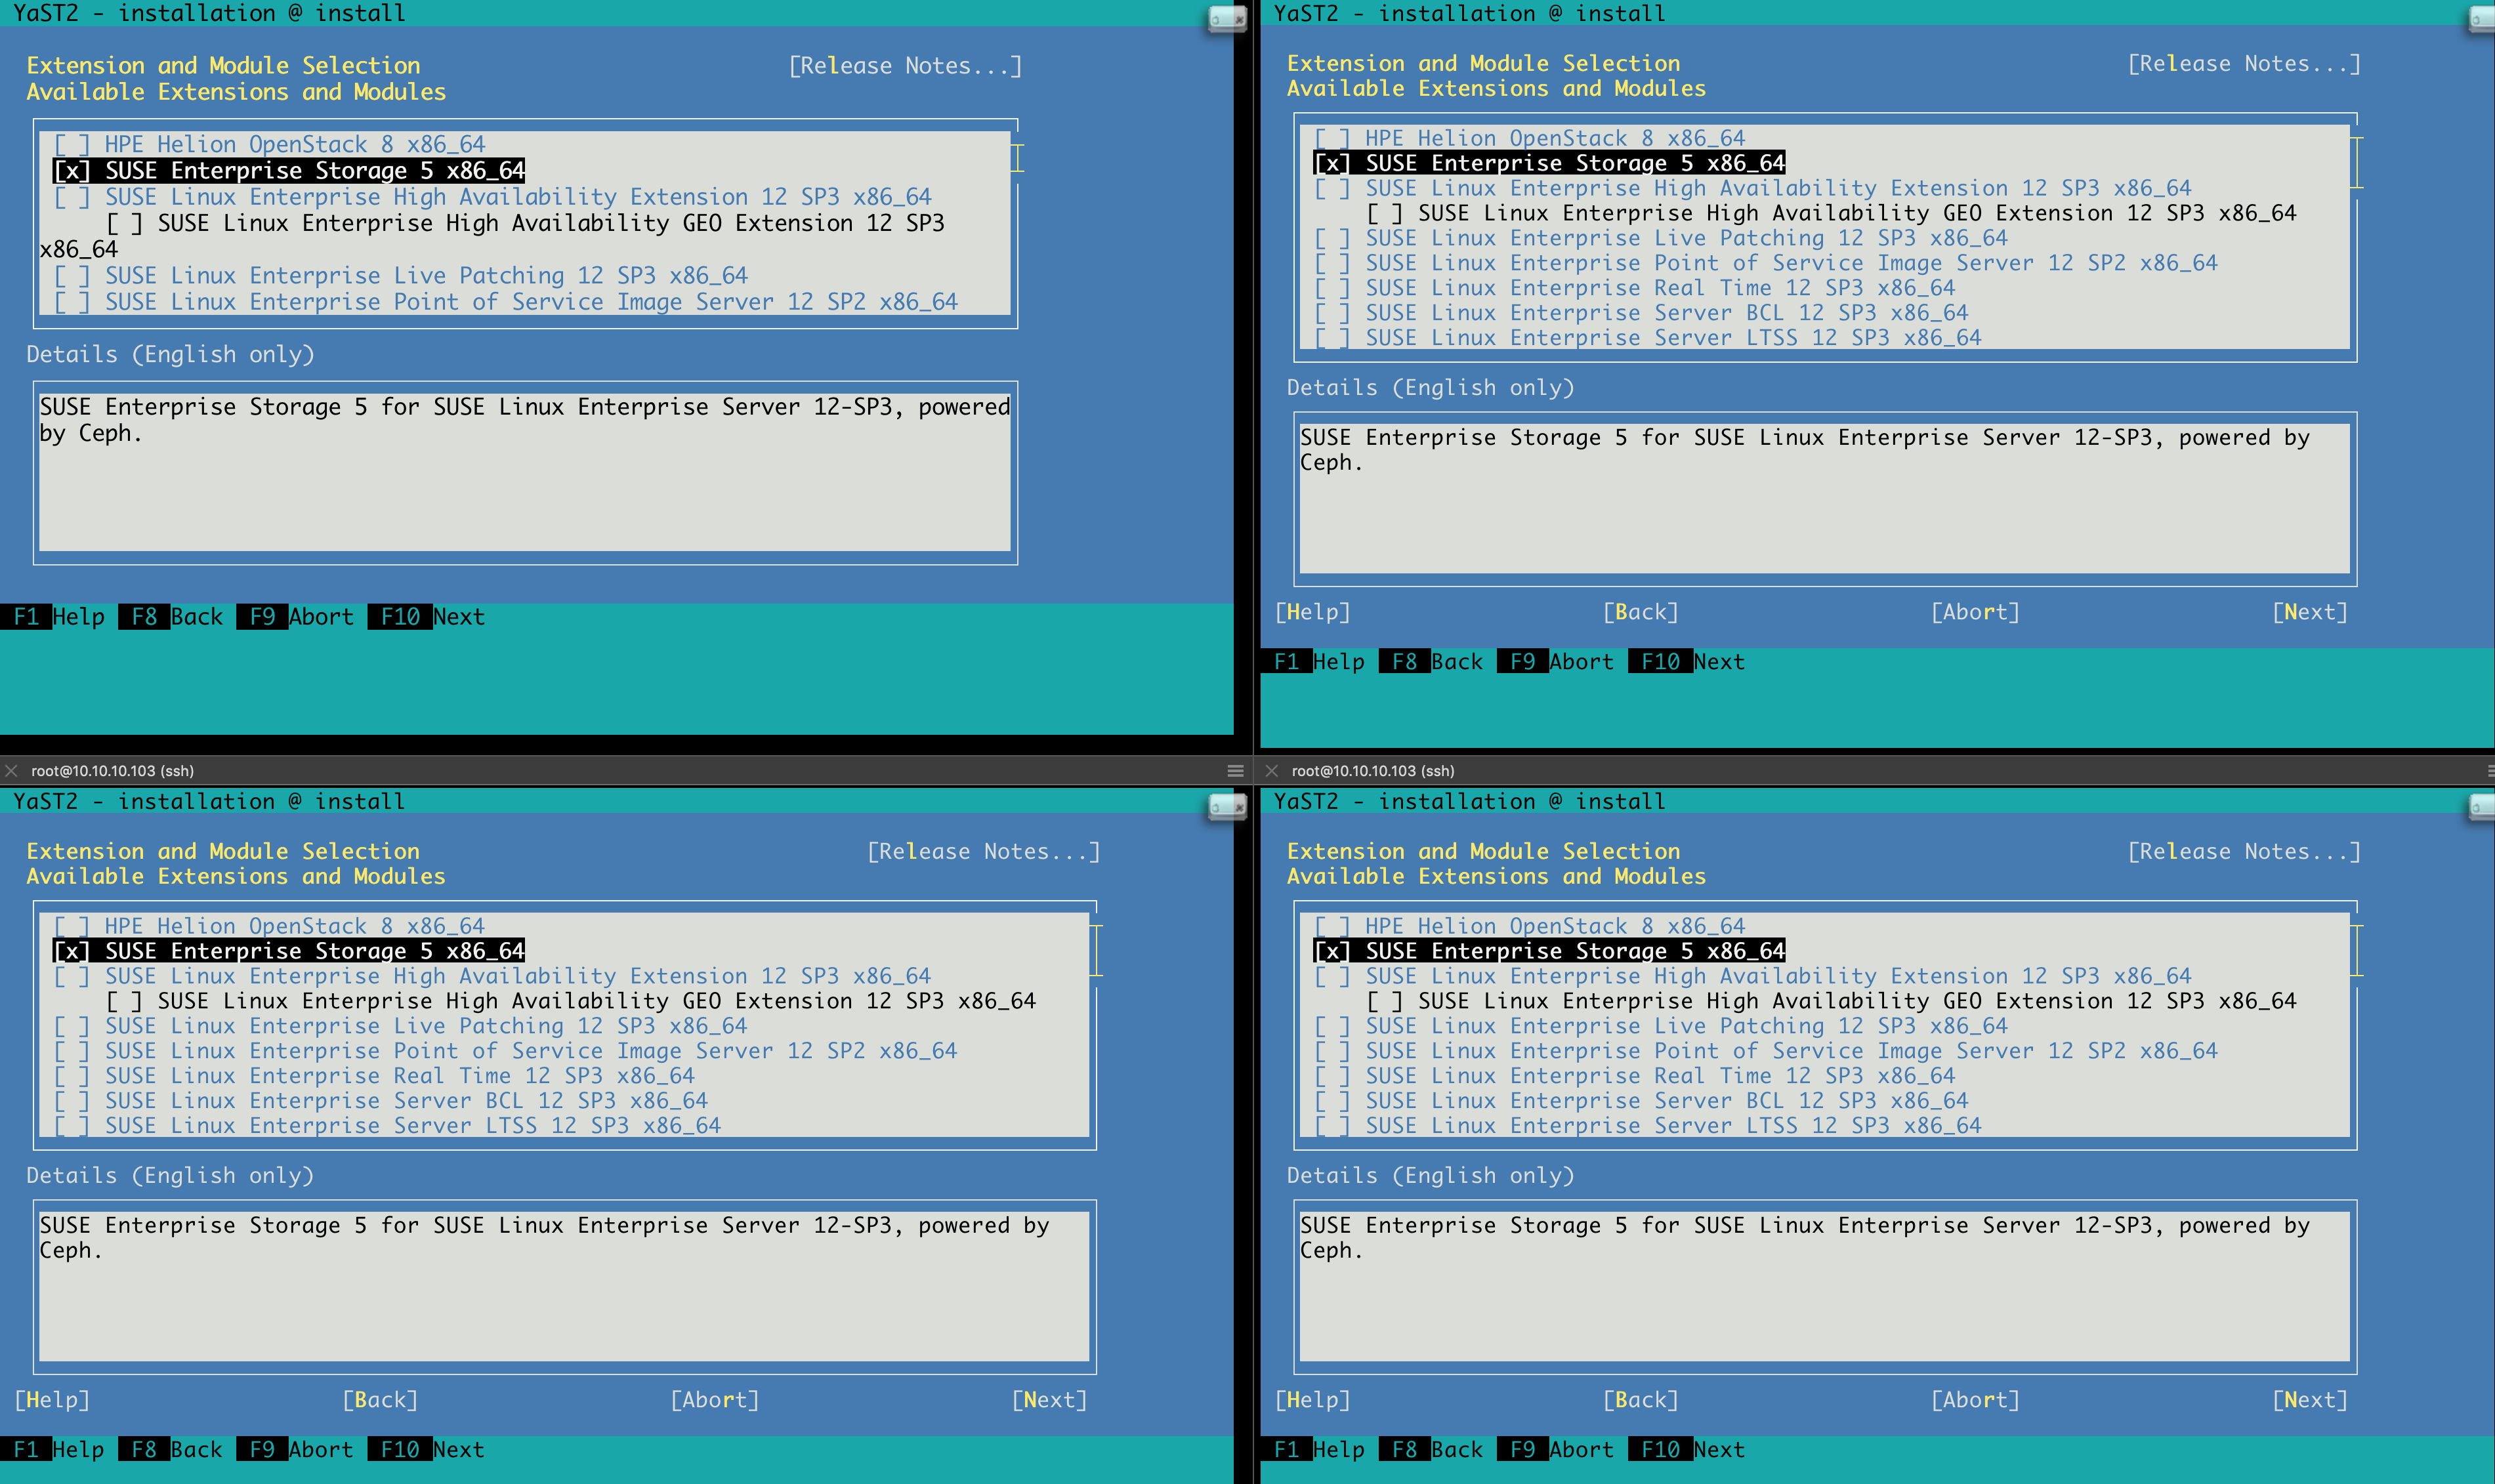 YaST2 - installation @ install
Extension and Module Selection [Release Notes...]
Available Extensions and Modules
[ ] HPE Helion OpenStack 8 x86_64
[x] SUSE Enterprise Storage 5 x86_64
[ ] SUSE Linux Enterprise High Availability Extension 12 SP3 x86_64
[ ] SUSE Linux Enterprise High Availability GEO Extension 12 SP3
x86_64
[ ] SUSE Linux Enterprise Live Patching 12 SP3 x86_64
[ ] SUSE Linux Enterprise Point of Service Image Server 12 SP2 x86_64
Details (English only)
SUSE Enterprise Storage 5 for SUSE Linux Enterprise Server 12-SP3, powered
by Ceph.
F1 Help F8 Back F9 Abort F10 Next
YaST2 - installation @ install
Extension and Module Selection [Release Notes...]
Available Extensions and Modules
[ ] HPE Helion OpenStack 8 x86_64
[x] SUSE Enterprise Storage 5 x86_64
[ ] SUSE Linux Enterprise High Availability Extension 12 SP3 x86_64
[ ] SUSE Linux Enterprise High Availability GEO Extension 12 SP3 x86_64
[ ] SUSE Linux Enterprise Live Patching 12 SP3 x86_64
[ ] SUSE Linux Enterprise Point of Service Image Server 12 SP2 x86_64
[ ] SUSE Linux Enterprise Real Time 12 SP3 x86_64
[ ] SUSE Linux Enterprise Server BCL 12 SP3 x86_64
[ ] SUSE Linux Enterprise Server LTSS 12 SP3 x86_64
Details (English only)
SUSE Enterprise Storage 5 for SUSE Linux Enterprise Server 12-SP3, powered by
Ceph.
[Help] [Back] [Abort] [Next]
F1 Help F8 Back F9 Abort F10 Next
root@10.10.10.103 (ssh)
YaST2 - installation @ install
Extension and Module Selection [Release Notes...]
Available Extensions and Modules
[ ] HPE Helion OpenStack 8 x86_64
[x] SUSE Enterprise Storage 5 x86_64
[ ] SUSE Linux Enterprise High Availability Extension 12 SP3 x86_64
[ ] SUSE Linux Enterprise High Availability GEO Extension 12 SP3 x86_64
[ ] SUSE Linux Enterprise Live Patching 12 SP3 x86_64
[ ] SUSE Linux Enterprise Point of Service Image Server 12 SP2 x86_64
[ ] SUSE Linux Enterprise Real Time 12 SP3 x86_64
[ ] SUSE Linux Enterprise Server BCL 12 SP3 x86_64
[ ] SUSE Linux Enterprise Server LTSS 12 SP3 x86_64
Details (English only)
SUSE Enterprise Storage 5 for SUSE Linux Enterprise Server 12-SP3, powered by
Ceph.
[Help] [Back] [Abort] [Next]
F1 Help F8 Back F9 Abort F10 Next
root@10.10.10.103 (ssh)
YaST2 - installation @ install
Extension and Module Selection [Release Notes...]
Available Extensions and Modules
[ ] HPE Helion OpenStack 8 x86_64
[x] SUSE Enterprise Storage 5 x86_64
[ ] SUSE Linux Enterprise High Availability Extension 12 SP3 x86_64
[ ] SUSE Linux Enterprise High Availability GEO Extension 12 SP3 x86_64
[ ] SUSE Linux Enterprise Live Patching 12 SP3 x86_64
[ ] SUSE Linux Enterprise Point of Service Image Server 12 SP2 x86_64
[ ] SUSE Linux Enterprise Real Time 12 SP3 x86_64
[ ] SUSE Linux Enterprise Server BCL 12 SP3 x86_64
[ ] SUSE Linux Enterprise Server LTSS 12 SP3 x86_64
Details (English only)
SUSE Enterprise Storage 5 for SUSE Linux Enterprise Server 12-SP3, powered by
Ceph.
[Help] [Back] [Abort] [Next]
F1 Help F8 Back F9 Abort F10 Next